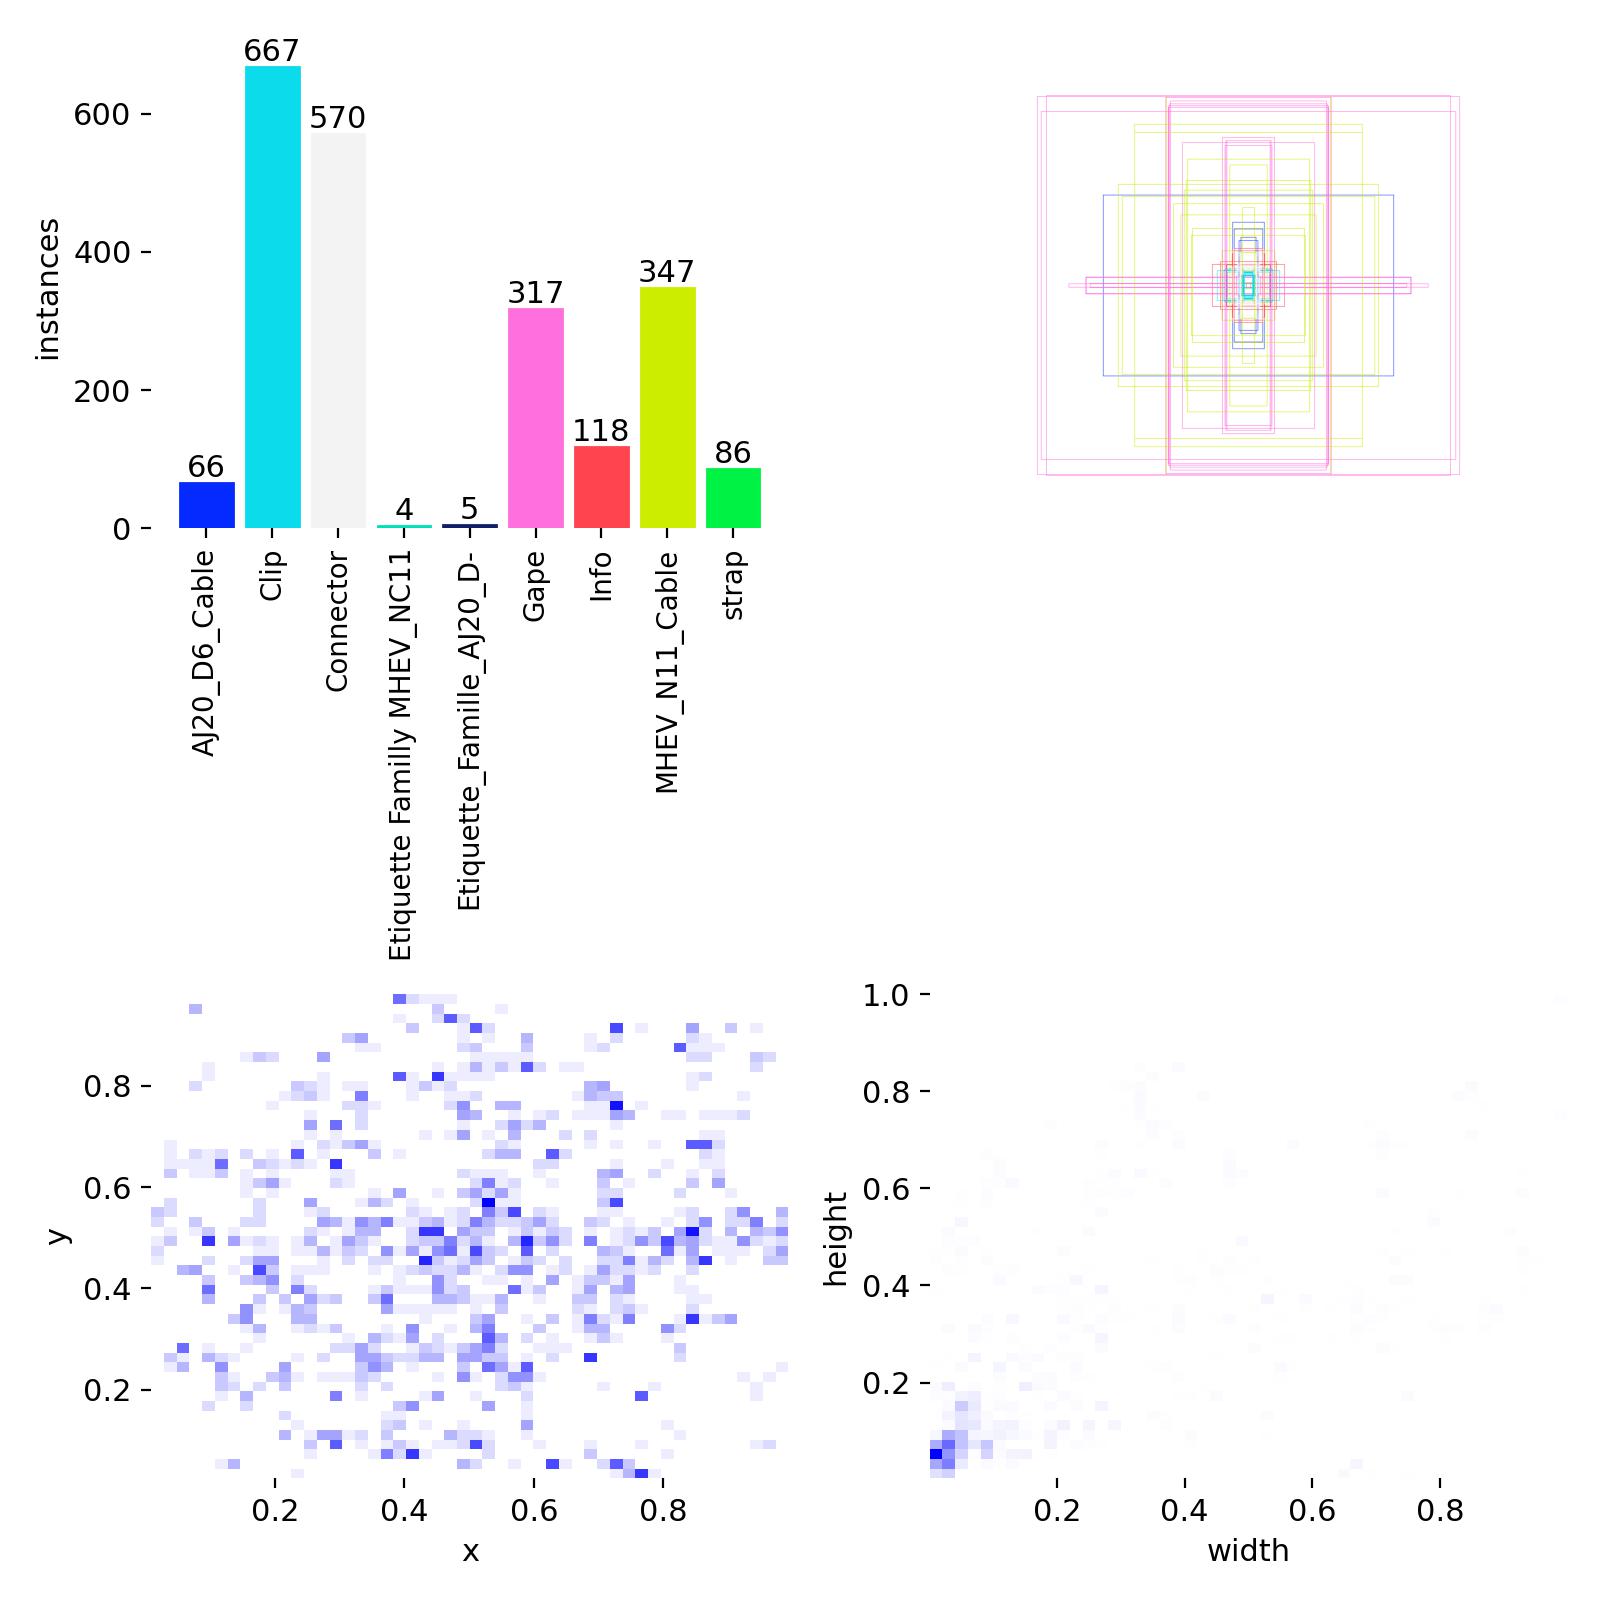 667
570
347
317
118
86
66
4
5
600
400
200
0
instances
AJ20_D6_Cable
Clip
Connector
Etiquette Familly MHEV_NC11
Etiquette_Famille_AJ20_D-
Gape
Info
MHEV_N11_Cable
strap
0.8
0.6
0.4
0.2
y
0.2
0.4
0.6
0.8
x
1.0
0.8
0.6
0.4
0.2
height
0.2
0.4
0.6
0.8
width